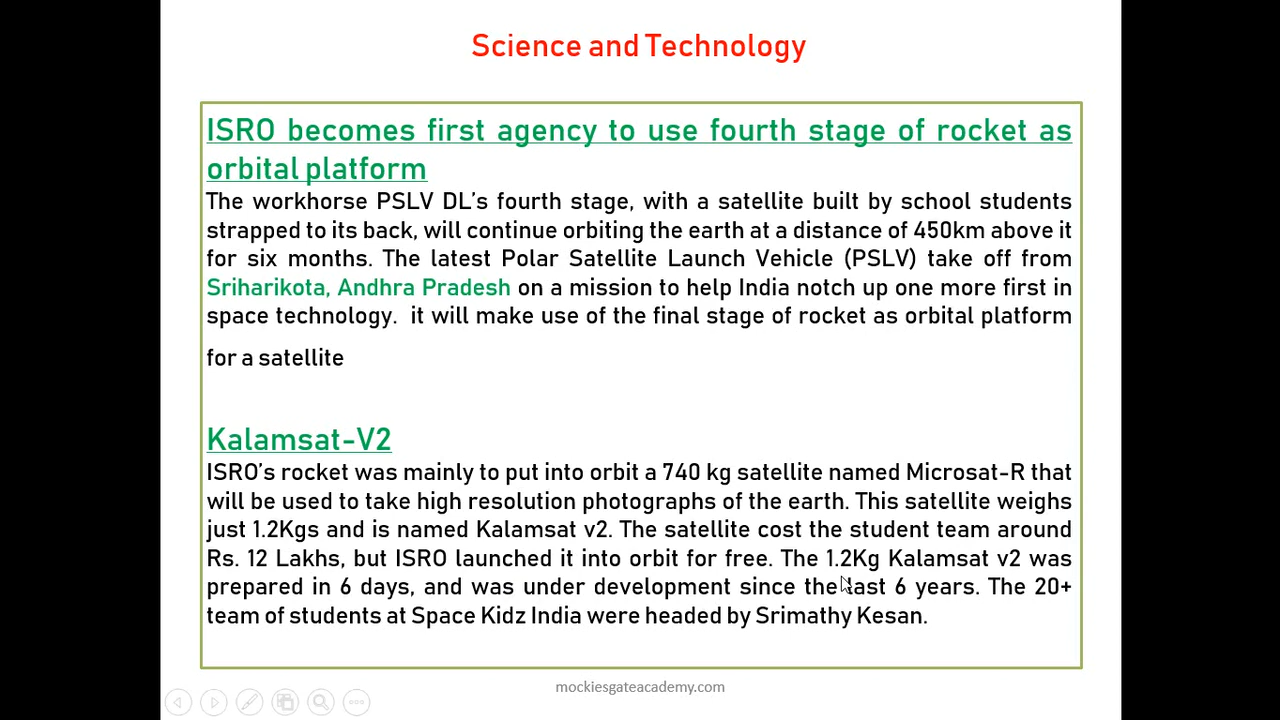 Science and Technology
ISRO becomes first agency to use fourth stage of rocket as
orbital platform
The workhorse PSLV DL's fourth stage, with a satellite built by school students
strapped to its back, will continue orbiting the earth at a distance of 450km above it
for six months. The latest Polar Satellite Launch Vehicle (PSLV) take off from
Sriharikota, Andhra Pradesh on a mission to help India notch up one more first in
space technology. it will make use of the final stage of rocket as orbital platform
for a satellite
Kalamsat-V2
ISRO's rocket was mainly to put into orbit a 740 kg satellite named Microsat-R that
will be used to take high resolution photographs of the earth. This satellite weighs
just 1.2Kgs and is named Kalamsat v2. The satellite cost the student team around
Rs. 12 Lakhs, but ISRO launched it into orbit for free. The 1.2Kg Kalamsat v2 was
prepared in 6 days, and was under development since the last 6 years. The 20+
team of students at Space Kidz India were headed by Srimathy Kesan.
mockiesgateacademy.com